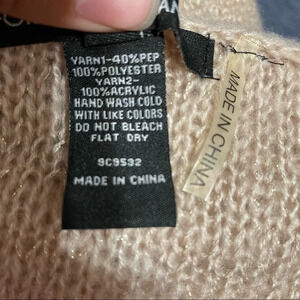 YARN1-40%PEP
100%POLYESTER
YARN2-
100%ACRYLIC
HAND WASH COLD
WITH LIKE COLORS
DO NOT BLEACH
FLAT DRY
9C9532
MADE IN CHINA
MADE IN CHINA